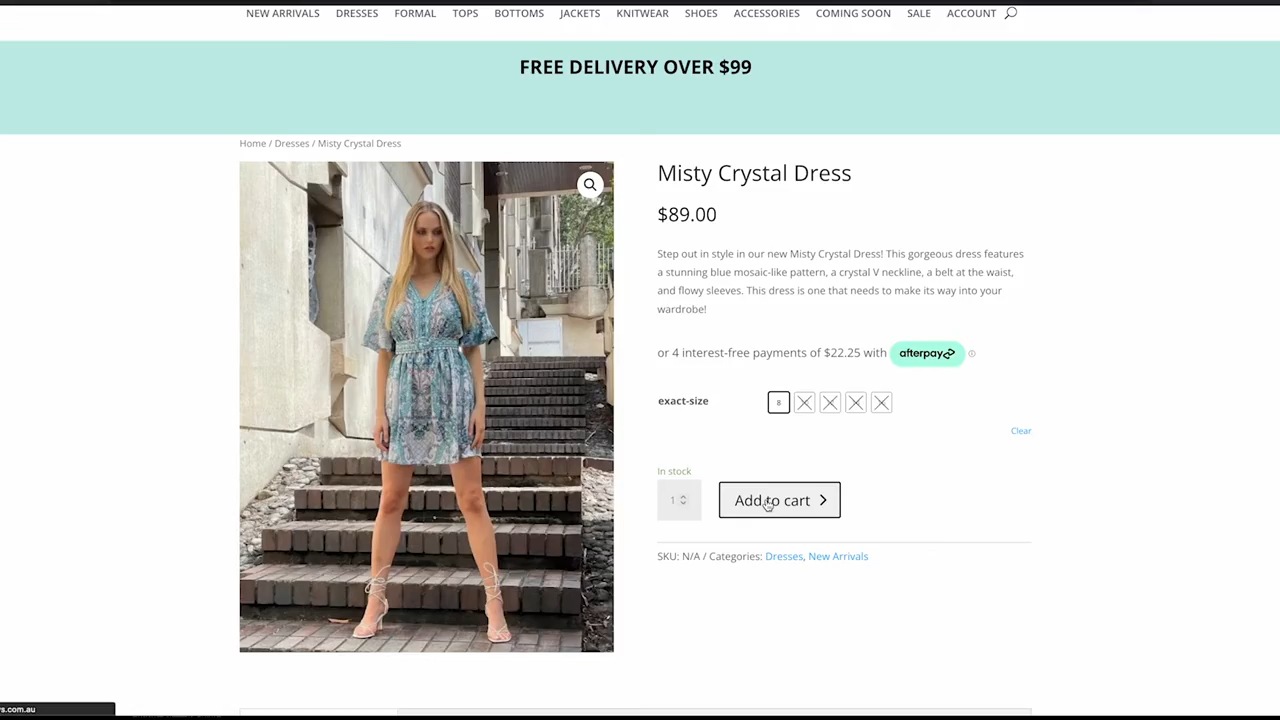 NEW ARRIVALS DRESSES FORMAL TOPS BOTTOMS JACKETS KNITWEAR SHOES ACCESSORIES COMING SOON SALE ACCOUNT
FREE DELIVERY OVER $99
Home / Dresses / Misty Crystal Dress
Misty Crystal Dress
$89.00
Step out in style in our new Misty Crystal Dress! This gorgeous dress features
a stunning blue mosaic-like pattern, a crystal V neckline, a belt at the waist,
and flowy sleeves. This dress is one that needs to make its way into your
wardrobe!
or 4 interest-free payments of $22.25 with afterpay
exact-size 8
Clear
In stock
1 Add to cart
SKU: N/A / Categories: Dresses, New Arrivals
s.com.au